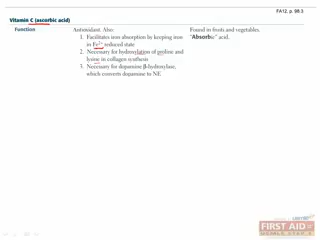 FA12, p. 98.3
Vitamin C (ascorbic acid)
Function
Antioxidant. Also
1. Facilitates iron absorption by keeping iron
in Fe2+ reduced state
2. Necessary for hydroxylation of proline and
lysine in collagen synthesis
3. Necessary for dopamine β-hydroxylase,
which converts dopamine to NE
Found in fruits and vegetables.
"Absorbic" acid.
FIRST AID